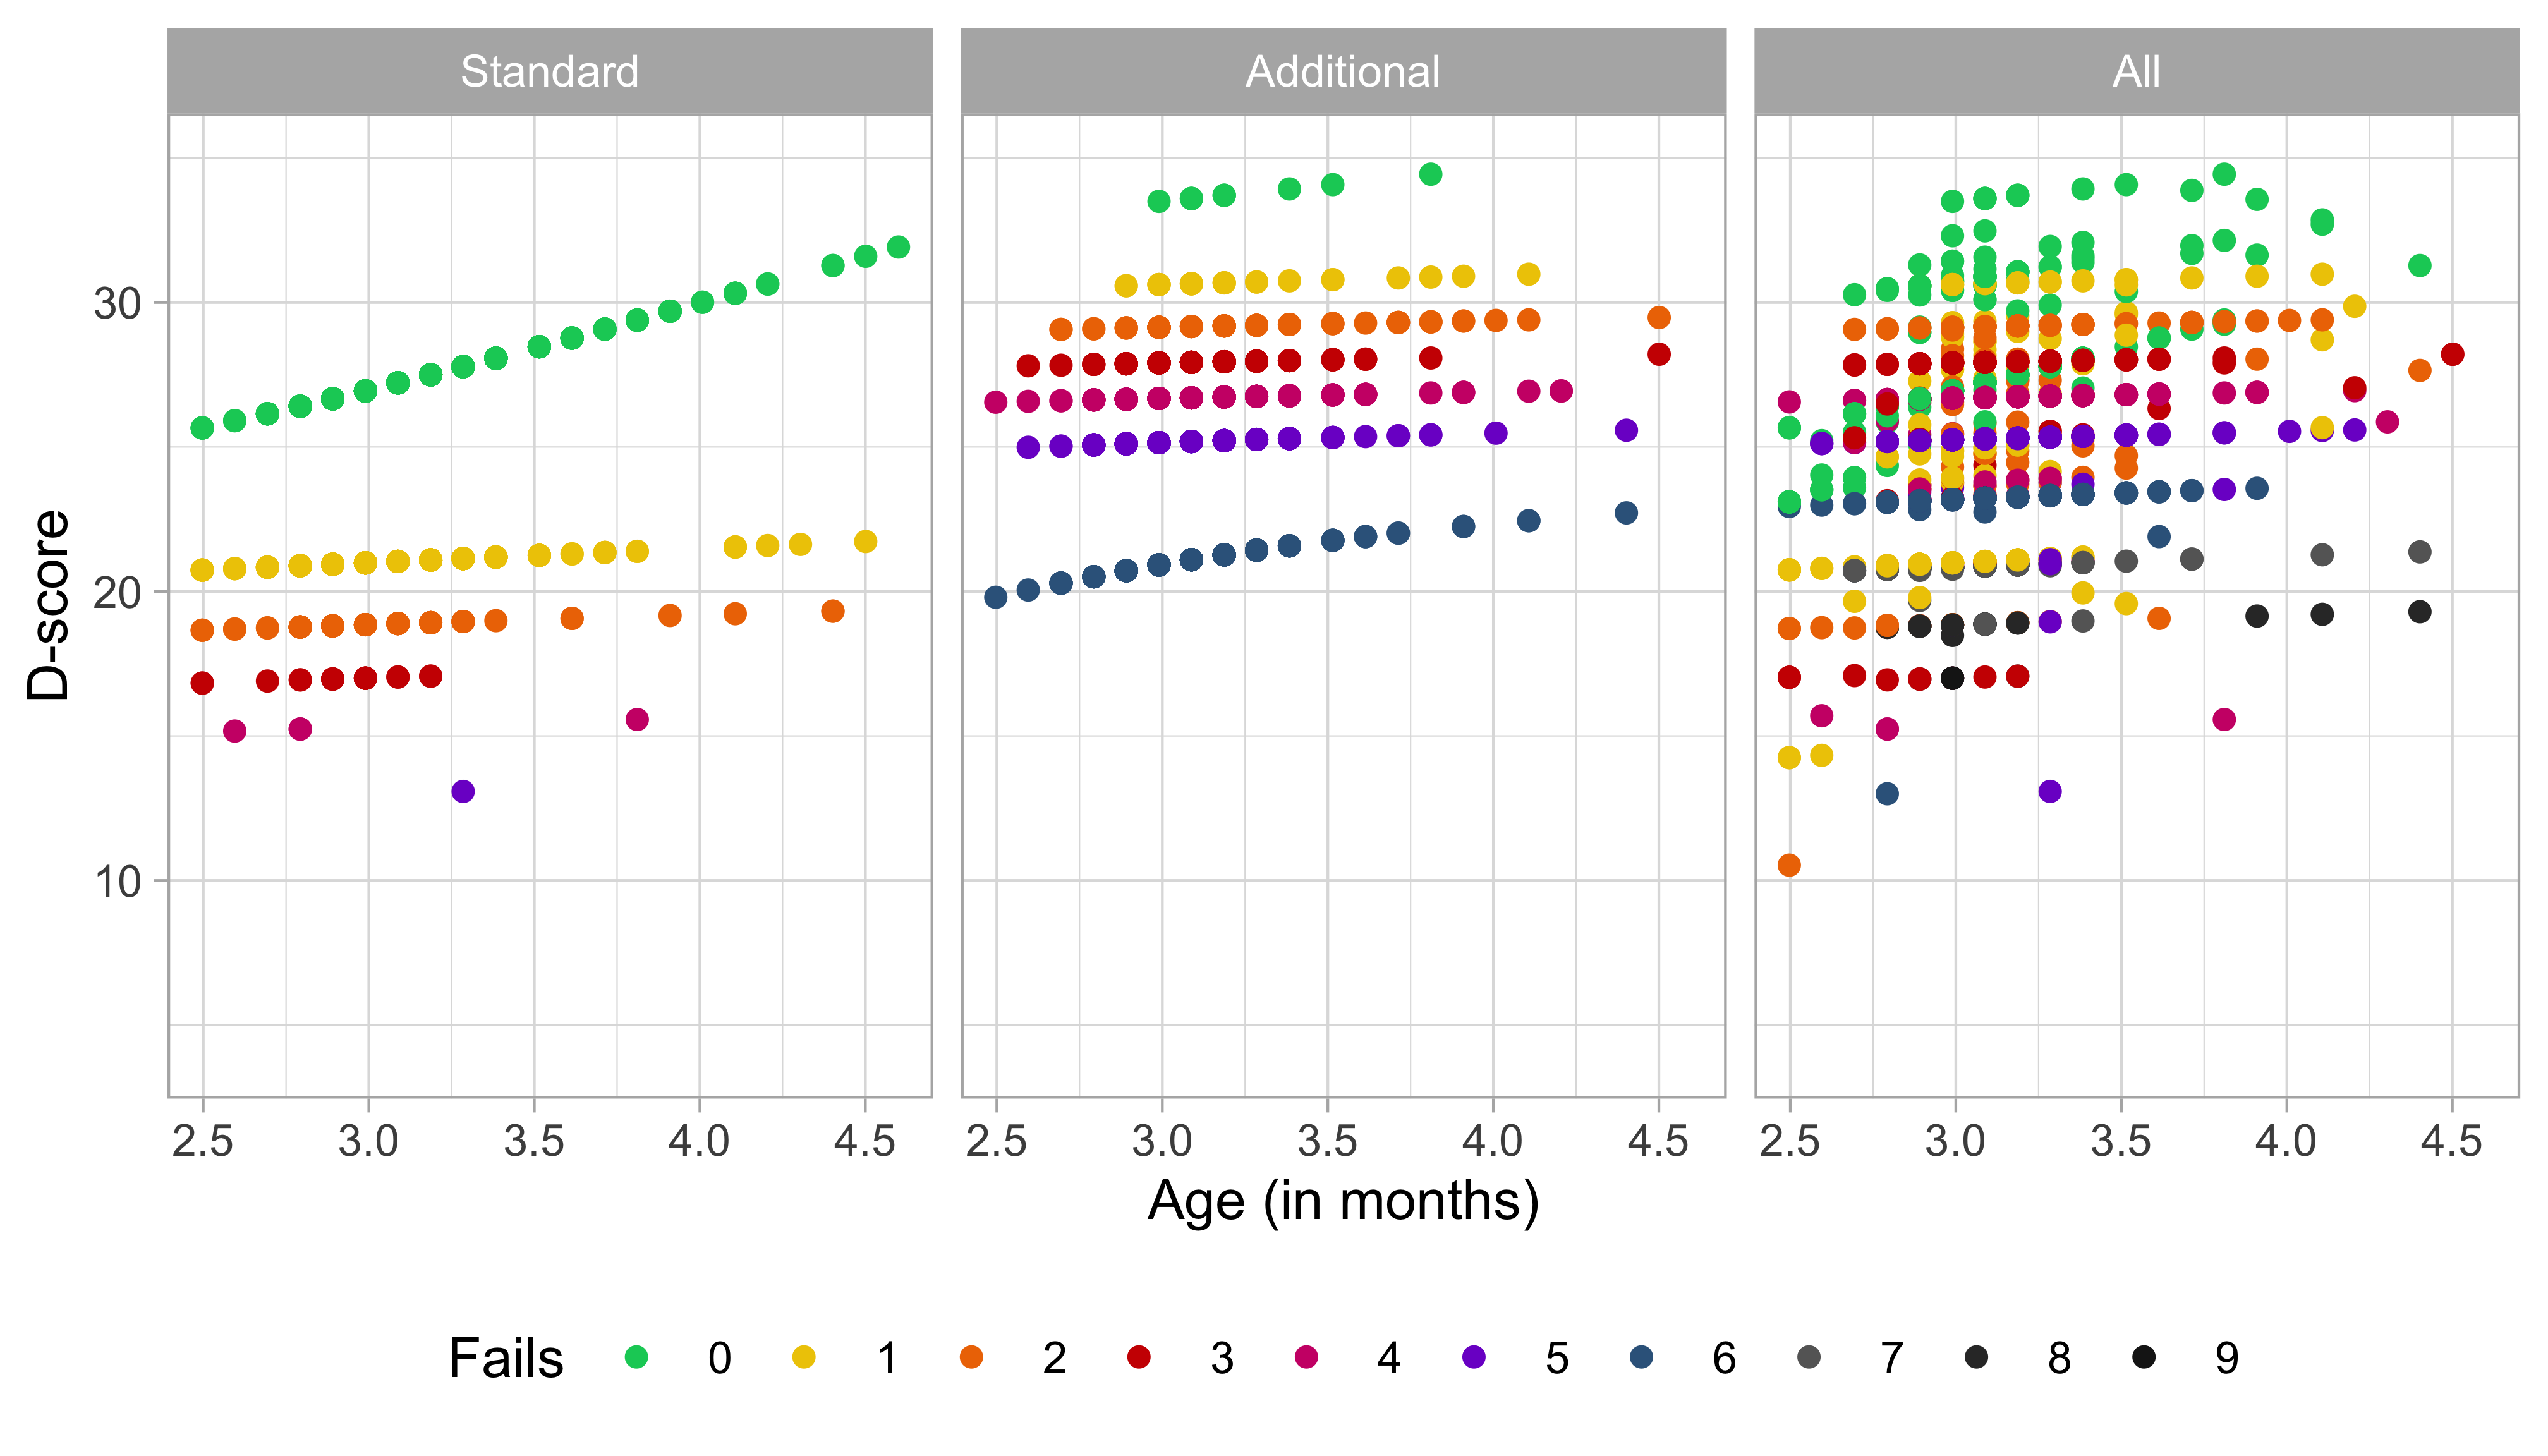 Standard Additional All
D-score
30
20
10
2.5 3.0 3.5 4.0 4.5 2.5 3.0 3.5 4.0 4.5 2.5 3.0 3.5 4.0 4.5
Age (in months)
Fails 0 1 2 3 4 5 6 7 8 9